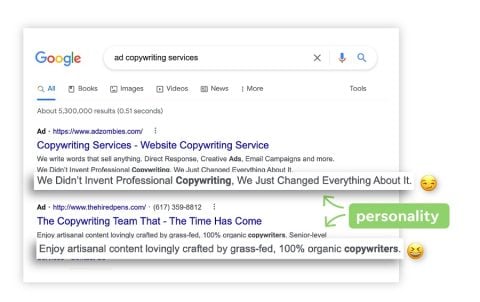 Google
ad copywriting services
All Books Images Videos News More Tools
About 5,300,000 results (0.51 seconds)
Ad · https://www.adzombies.com/
Copywriting Services - Website Copywriting Service
We write words that sell anything. Direct Response, Creative Ads, Email Campaigns and more.
We Didn't Invent Professional Copywriting, We Just Changed Everything About It.
We Didn't Invent Professional Copywriting, We Just Changed Everything About It.
Ad · http://www.thehiredpens.com/ · (617) 359-8812
The Copywriting Team That - The Time Has Come
personality
Enjoy artisanal content lovingly crafted by grass-fed, 100% organic copywriters. Senior-level
Enjoy artisanal content lovingly crafted by grass-fed, 100% organic copywriters.